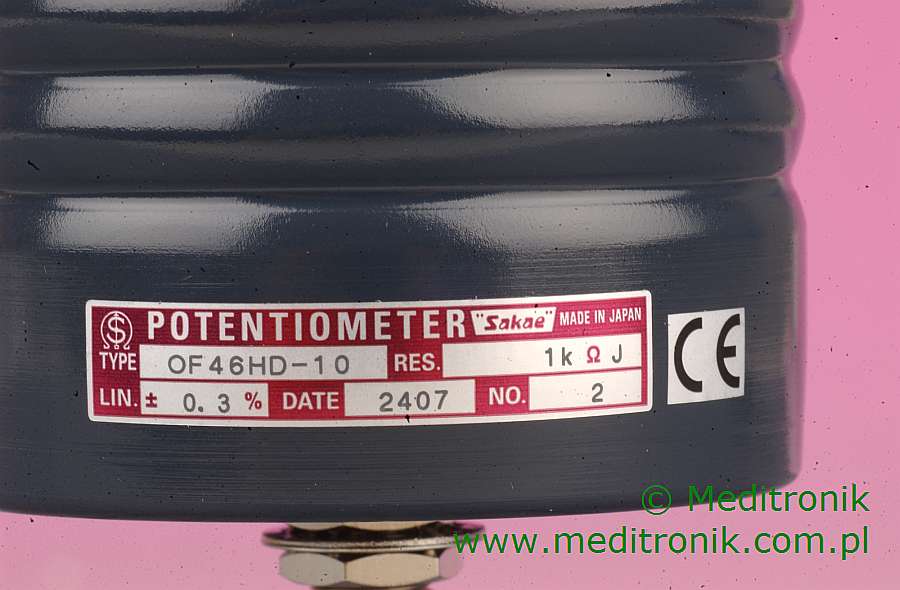 POTENTIOMETER "Sakae" MADE IN JAPAN
TYPE OF46HD-10 RES. 1k Ω J
LIN. ± 0.3 % DATE 2407 NO. 2
CE
© Meditronik
www.meditronik.com.pl